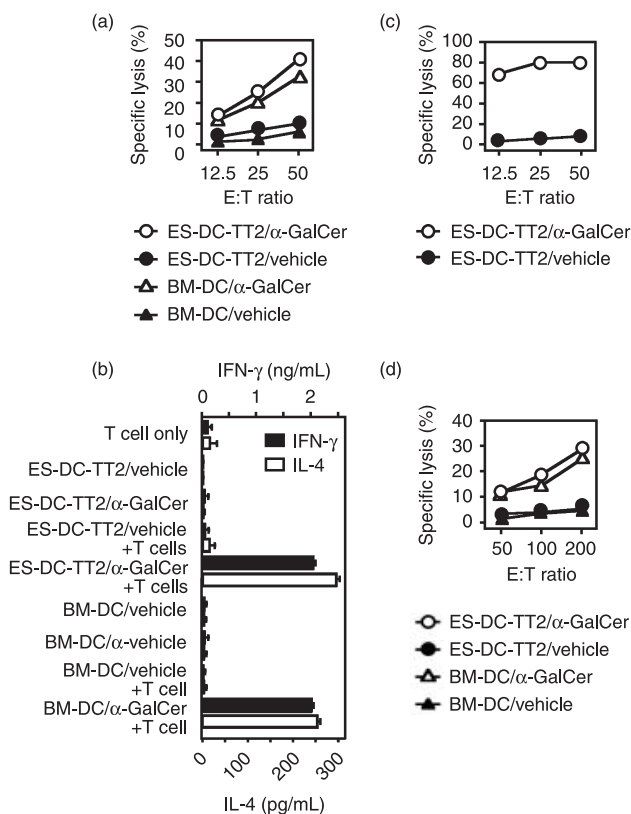 (a)
Specific lysis (%)
50
40
30
20
10
0
12.5 25 50
E:T ratio
ES-DC-TT2/α-GalCer
ES-DC-TT2/vehicle
BM-DC/α-GalCer
BM-DC/vehicle
(c)
Specific lysis (%)
100
80
60
40
20
0
12.5 25 50
E:T ratio
ES-DC-TT2/α-GalCer
ES-DC-TT2/vehicle
(b)
IFN-γ (ng/mL)
0 1 2
IFN-γ
IL-4
T cell only
ES-DC-TT2/vehicle
ES-DC-TT2/α-GalCer
ES-DC-TT2/vehicle
+T cells
ES-DC-TT2/α-GalCer
+T cells
BM-DC/vehicle
BM-DC/α-vehicle
BM-DC/vehicle
+T cell
BM-DC/α-GalCer
+T cell
0 50 100 200 300
IL-4 (pg/mL)
(d)
Specific lysis (%)
40
30
20
10
0
50 100 200
E:T ratio
ES-DC-TT2/α-GalCer
ES-DC-TT2/vehicle
BM-DC/α-GalCer
BM-DC/vehicle